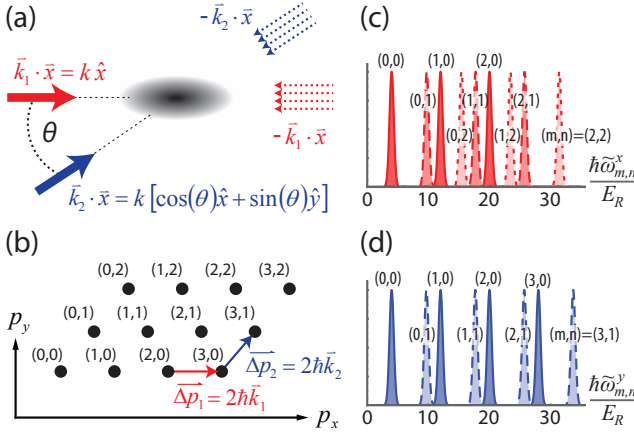 (a)
k⃗₁ · x⃗ = k x̂
θ
k⃗₂ · x⃗ = k [cos(θ)x̂ + sin(θ)ŷ]
- k⃗₂ · x⃗
- k⃗₁ · x⃗
(b)
(0,2) (1,2) (2,2) (3,2)
(0,1) (1,1) (2,1) (3,1)
(0,0) (1,0) (2,0) (3,0)
p_y
p_x
Δp₁ = 2ħk⃗₁
Δp₂ = 2ħk⃗₂
(c)
(0,0) (1,0) (2,0)
(0,1) (1,1) (2,1)
(0,2) (1,2) (m,n)=(2,2)
0 10 20 30
ħω̃ˣ_m,n
E_R
(d)
(0,0) (1,0) (2,0) (3,0)
(0,1) (1,1) (2,1) (m,n)=(3,1)
0 10 20 30
ħω̃ʸ_m,n
E_R